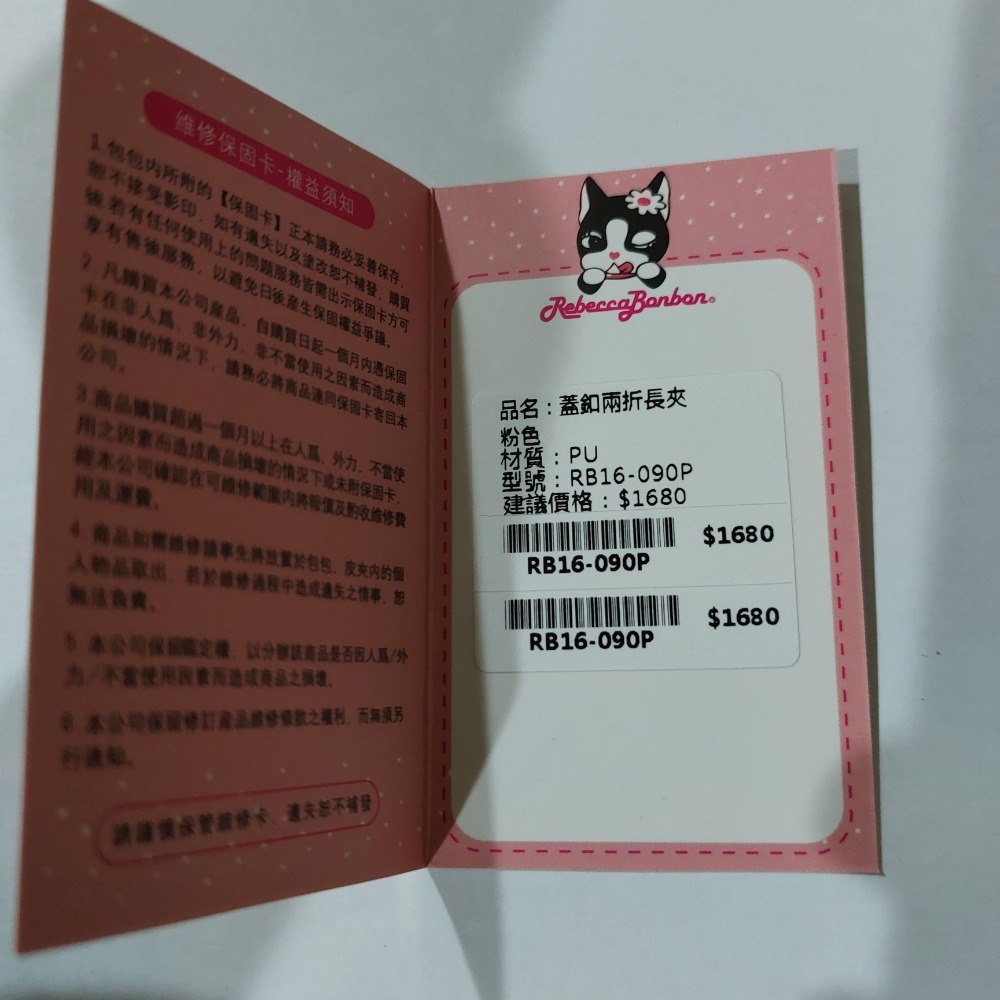 維修保固卡-權益須知
1.包包內所附的【保固卡】正本請務必妥善保存,
恕不接受影印, 如有遺失以及塗改恕不補發, 購買
後若有任何使用上的問題服務皆需出示保固卡方可
享有售後服務, 以避免日後產生保固權益爭議。
2. 凡購買本公司產品, 自購買日起一個月內憑保固
卡在非人爲、非外力、非不當使用之因素而造成商
品損壞的情況下, 請務必將商品連同保固卡寄回本
公司。
3.商品購買超過一個月以上在人爲、外力、不當使
用之因素而造成商品損壞的情況下或未附保固卡,
經本公司確認在可維修範圍內將報價及酌收維修費
用及運費。
4. 商品如需維修請事先將放置於包包、皮夾內的個
人物品取出, 若於維修過程中造成遺失之情事, 恕
無法負責。
5. 本公司保留鑑定權, 以分辦該商品是否因人爲/外
力/不當使用因素而造成商品之損壞。
6. 本公司保留修訂產品維修條款之權利, 而無須另
行通知。
請謹慎保管維修卡, 遺失恕不補發
RebeccaBonbon®
品名:蓋釦兩折長夾
粉色
材質:PU
型號:RB16-090P
建議價格:$1680
$1680
RB16-090P
$1680
RB16-090P